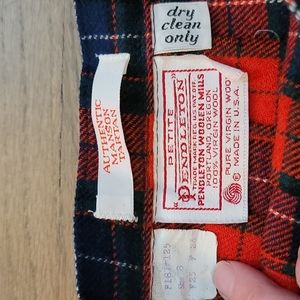 dry
clean
only
AUTHENTIC
MANSON
TARTAN
PETITE
"PENDLETON"
PENDLETON WOOLEN MILLS
PORTLAND, OREGON
100% VIRGIN WOOL
PURE VIRGIN WOOL
MADE IN U.S.A.